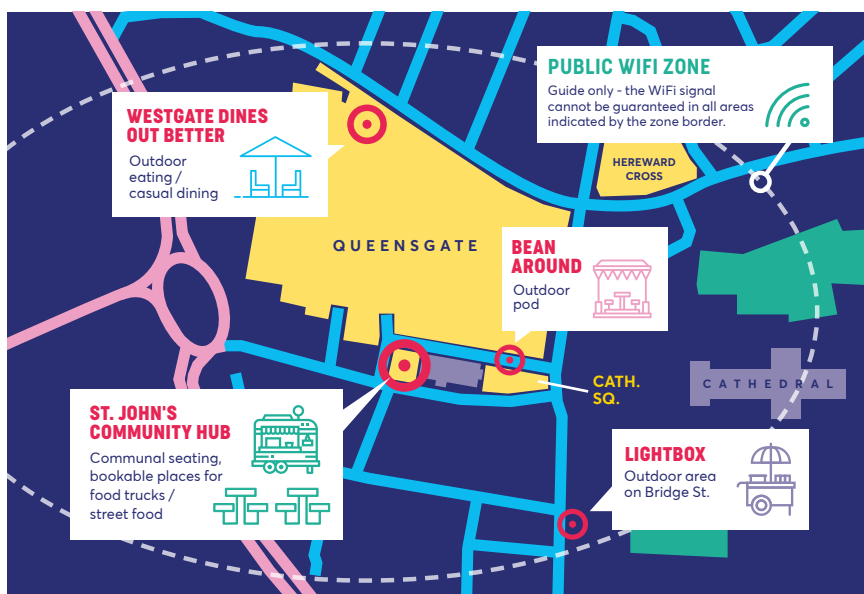 PUBLIC WIFI ZONE
Guide only - the WiFi signal
cannot be guaranteed in all areas
indicated by the zone border.
WESTGATE DINES
OUT BETTER
Outdoor
eating /
casual dining
HEREWARD
CROSS
QUEENSGATE
BEAN
AROUND
Outdoor
pod
CATH.
SQ.
CATHEDRAL
ST. JOHN'S
COMMUNITY HUB
Communal seating,
bookable places for
food trucks /
street food
LIGHTBOX
Outdoor area
on Bridge St.